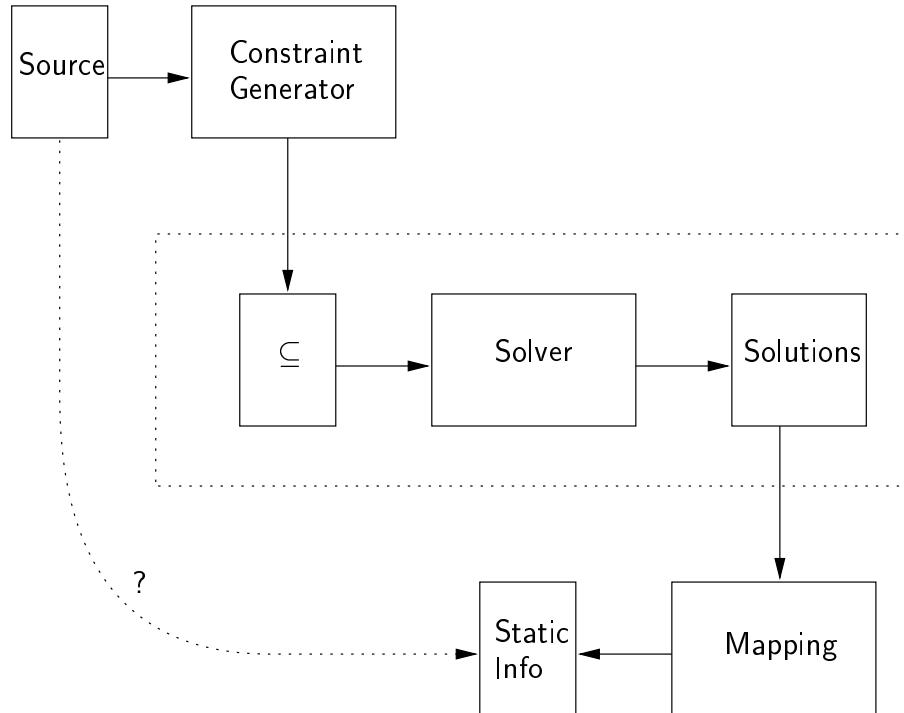 Source
Constraint
Generator
⊆
Solver
Solutions
?
Static
Info
Mapping